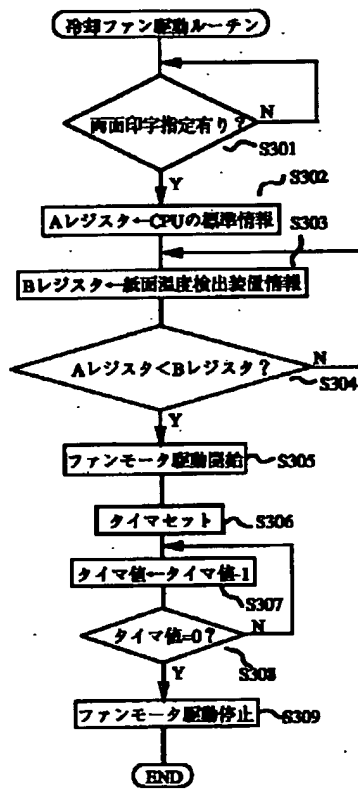 冷却ファン駆動ルーチン
N
両面印字指定有り?
S301
Y
S302
Aレジスタ←CPUの標準情報
S303
Bレジスタ←紙面温度検出装置情報
Aレジスタ<Bレジスタ?
N
S304
Y
ファンモータ駆動開始
S305
タイマセット
S306
タイマ値←タイマ値-1
S307
タイマ値=0?
N
S308
Y
ファンモータ駆動停止
S309
END